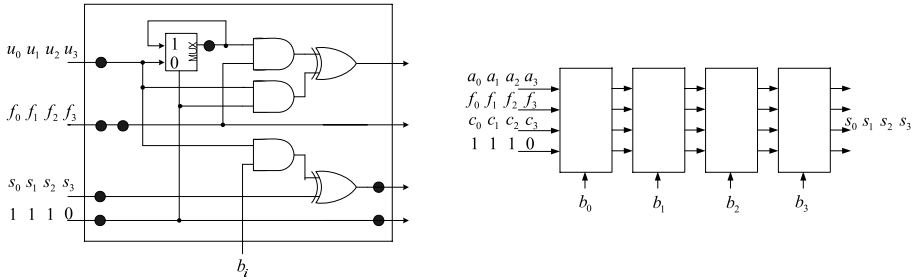 u₀ u₁ u₂ u₃
1
0
MUX
f₀ f₁ f₂ f₃
s₀ s₁ s₂ s₃
1 1 1 0
bᵢ
a₀ a₁ a₂ a₃
f₀ f₁ f₂ f₃
c₀ c₁ c₂ c₃
1 1 1 0
s₀ s₁ s₂ s₃
b₀ b₁ b₂ b₃